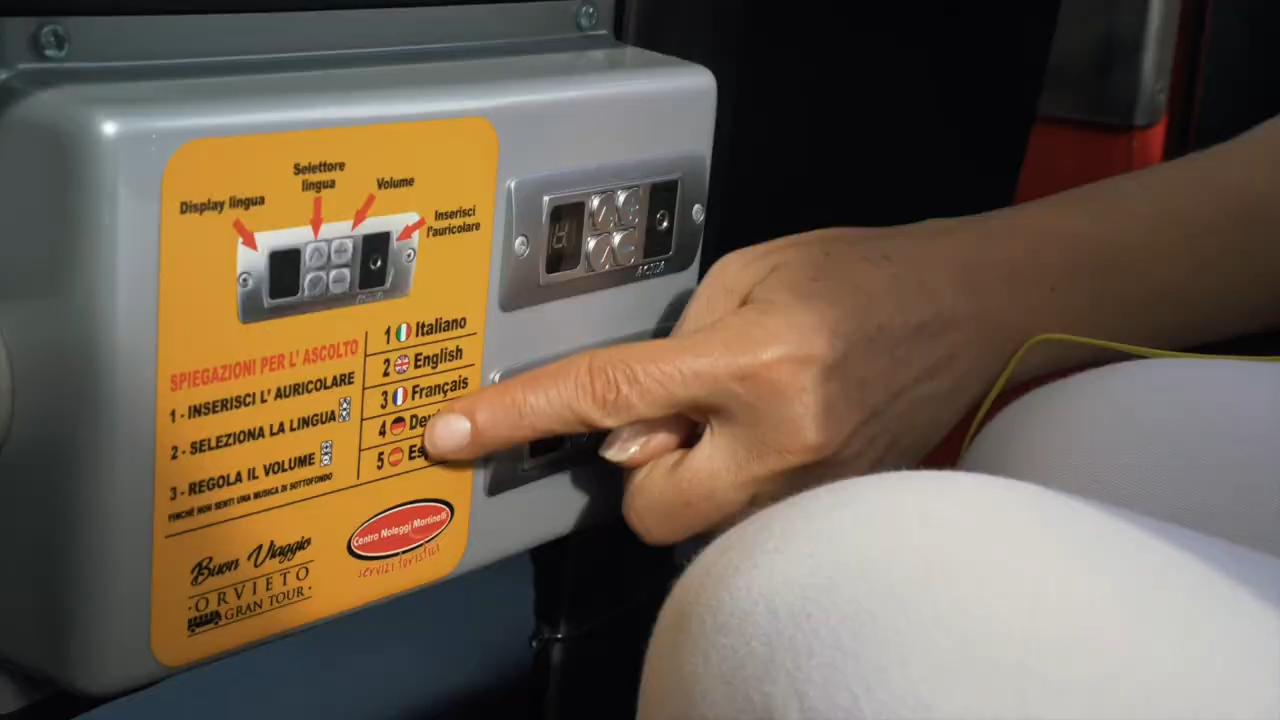 Selettore
lingua
Display lingua
Volume
Inserisci
l'auricolare
SPIEGAZIONI PER L' ASCOLTO
1 - INSERISCI L' AURICOLARE
2 - SELEZIONA LA LINGUA
3 - REGOLA IL VOLUME
FINCHÈ NON SENTI UNA MUSICA DI SOTTOFONDO
1 Italiano
2 English
3 Français
4 Deu
5 Es
Buon Viaggio
· ORVIETO ·
GRAN TOUR
Centro Noleggi Martinelli
servizi turistici